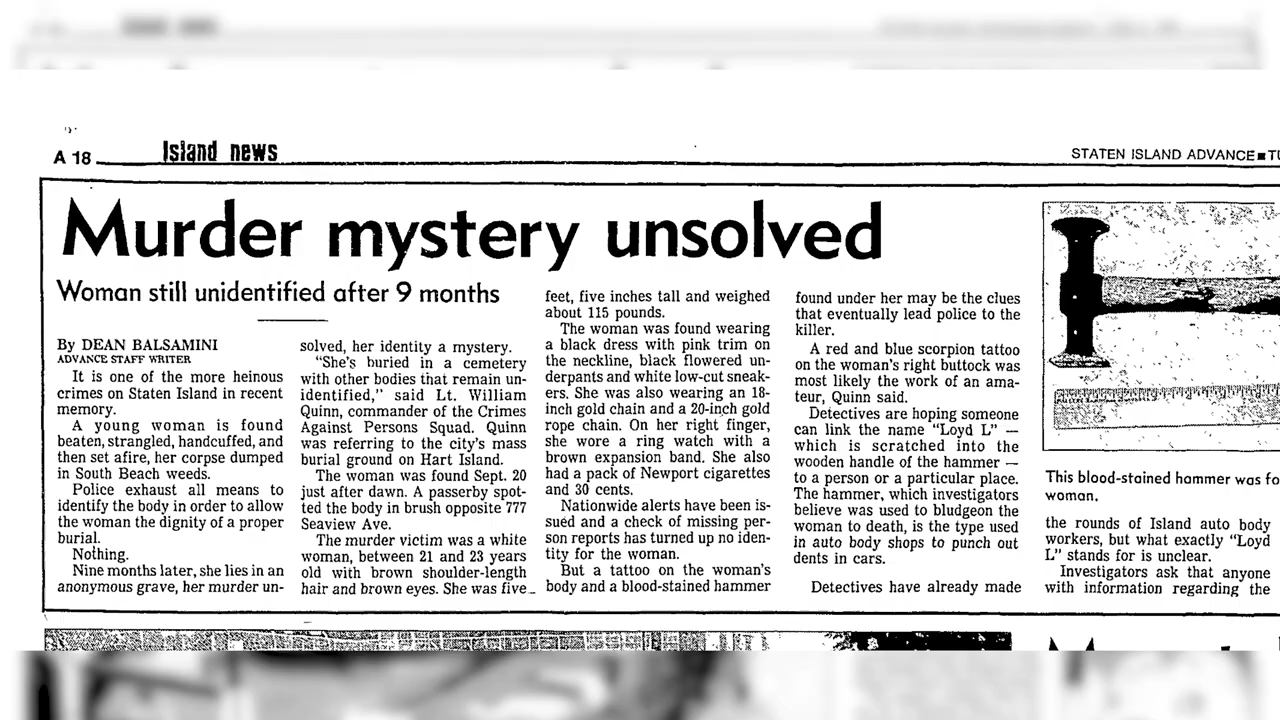 A 18
Island news
STATEN ISLAND ADVANCE■TU
Murder mystery unsolved
Woman still unidentified after 9 months
By DEAN BALSAMINI
ADVANCE STAFF WRITER
It is one of the more heinous
crimes on Staten Island in recent
memory.
A young woman is found
beaten, strangled, handcuffed, and
then set afire, her corpse dumped
in South Beach weeds.
Police exhaust all means to
identify the body in order to allow
the woman the dignity of a proper
burial.
Nothing.
Nine months later, she lies in an
anonymous grave, her murder un-
solved, her identity a mystery.
"She's buried in a cemetery
with other bodies that remain un-
identified," said Lt. William
Quinn, commander of the Crimes
Against Persons Squad. Quinn
was referring to the city's mass
burial ground on Hart Island.
The woman was found Sept. 20
just after dawn. A passerby spot-
ted the body in brush opposite 777
Seaview Ave.
The murder victim was a white
woman, between 21 and 23 years
old with brown shoulder-length
hair and brown eyes. She was five
feet, five inches tall and weighed
about 115 pounds.
The woman was found wearing
a black dress with pink trim on
the neckline, black flowered un-
derpants and white low-cut sneak-
ers. She was also wearing an 18-
inch gold chain and a 20-inch gold
rope chain. On her right finger,
she wore a ring watch with a
brown expansion band. She also
had a pack of Newport cigarettes
and 30 cents.
Nationwide alerts have been is-
sued and a check of missing per-
son reports has turned up no iden-
tity for the woman.
But a tattoo on the woman's
body and a blood-stained hammer
found under her may be the clues
that eventually lead police to the
killer.
A red and blue scorpion tattoo
on the woman's right buttock was
most likely the work of an ama-
teur, Quinn said.
Detectives are hoping someone
can link the name "Loyd L" —
which is scratched into the
wooden handle of the hammer —
to a person or a particular place.
The hammer, which investigators
believe was used to bludgeon the
woman to death, is the type used
in auto body shops to punch out
dents in cars.
Detectives have already made
This blood-stained hammer was fo
woman.
the rounds of Island auto body
workers, but what exactly "Loyd
L" stands for is unclear.
Investigators ask that anyone
with information regarding the